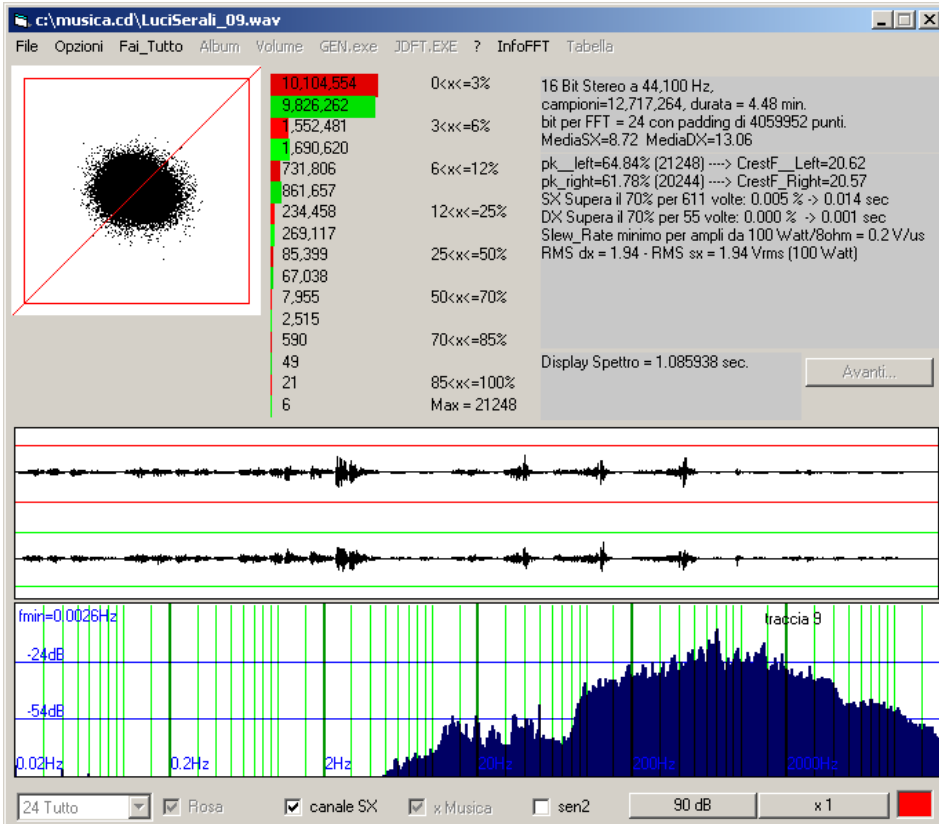 c:\musica.cd\LuciSerali_09.wav
File Opzioni Fai_Tutto Album Volume GEN.exe JDFT.EXE ? InfoFFT Tabella
10,104,554 0<x<=3%
9,826,262
1,552,481 3<x<=6%
1,690,620
731,806 6<x<=12%
861,657
234,458 12<x<=25%
269,117
85,399 25<x<=50%
67,038
7,955 50<x<=70%
2,515
590 70<x<=85%
49
21 85<x<=100%
6 Max = 21248
16 Bit Stereo a 44,100 Hz,
campioni=12,717,264, durata = 4.48 min.
bit per FFT = 24 con padding di 4059952 punti.
MediaSX=8.72 MediaDX=13.06
pk__left=64.84% (21248) ----> CrestF__Left=20.62
pk_right=61.78% (20244) ----> CrestF_Right=20.57
SX Supera il 70% per 611 volte: 0.005 % -> 0.014 sec
DX Supera il 70% per 55 volte: 0.000 % -> 0.001 sec
Slew_Rate minimo per ampli da 100 Watt/8ohm = 0.2 V/us
RMS dx = 1.94 - RMS sx = 1.94 Vrms (100 Watt)
Display Spettro = 1.085938 sec.
Avanti...
fmin=0.0026Hz
traccia 9
-24dB
-54dB
0.02Hz 0.2Hz 2Hz 20Hz 200Hz 2000Hz
24 Tutto Rosa canale SX x Musica sen2 90 dB x 1